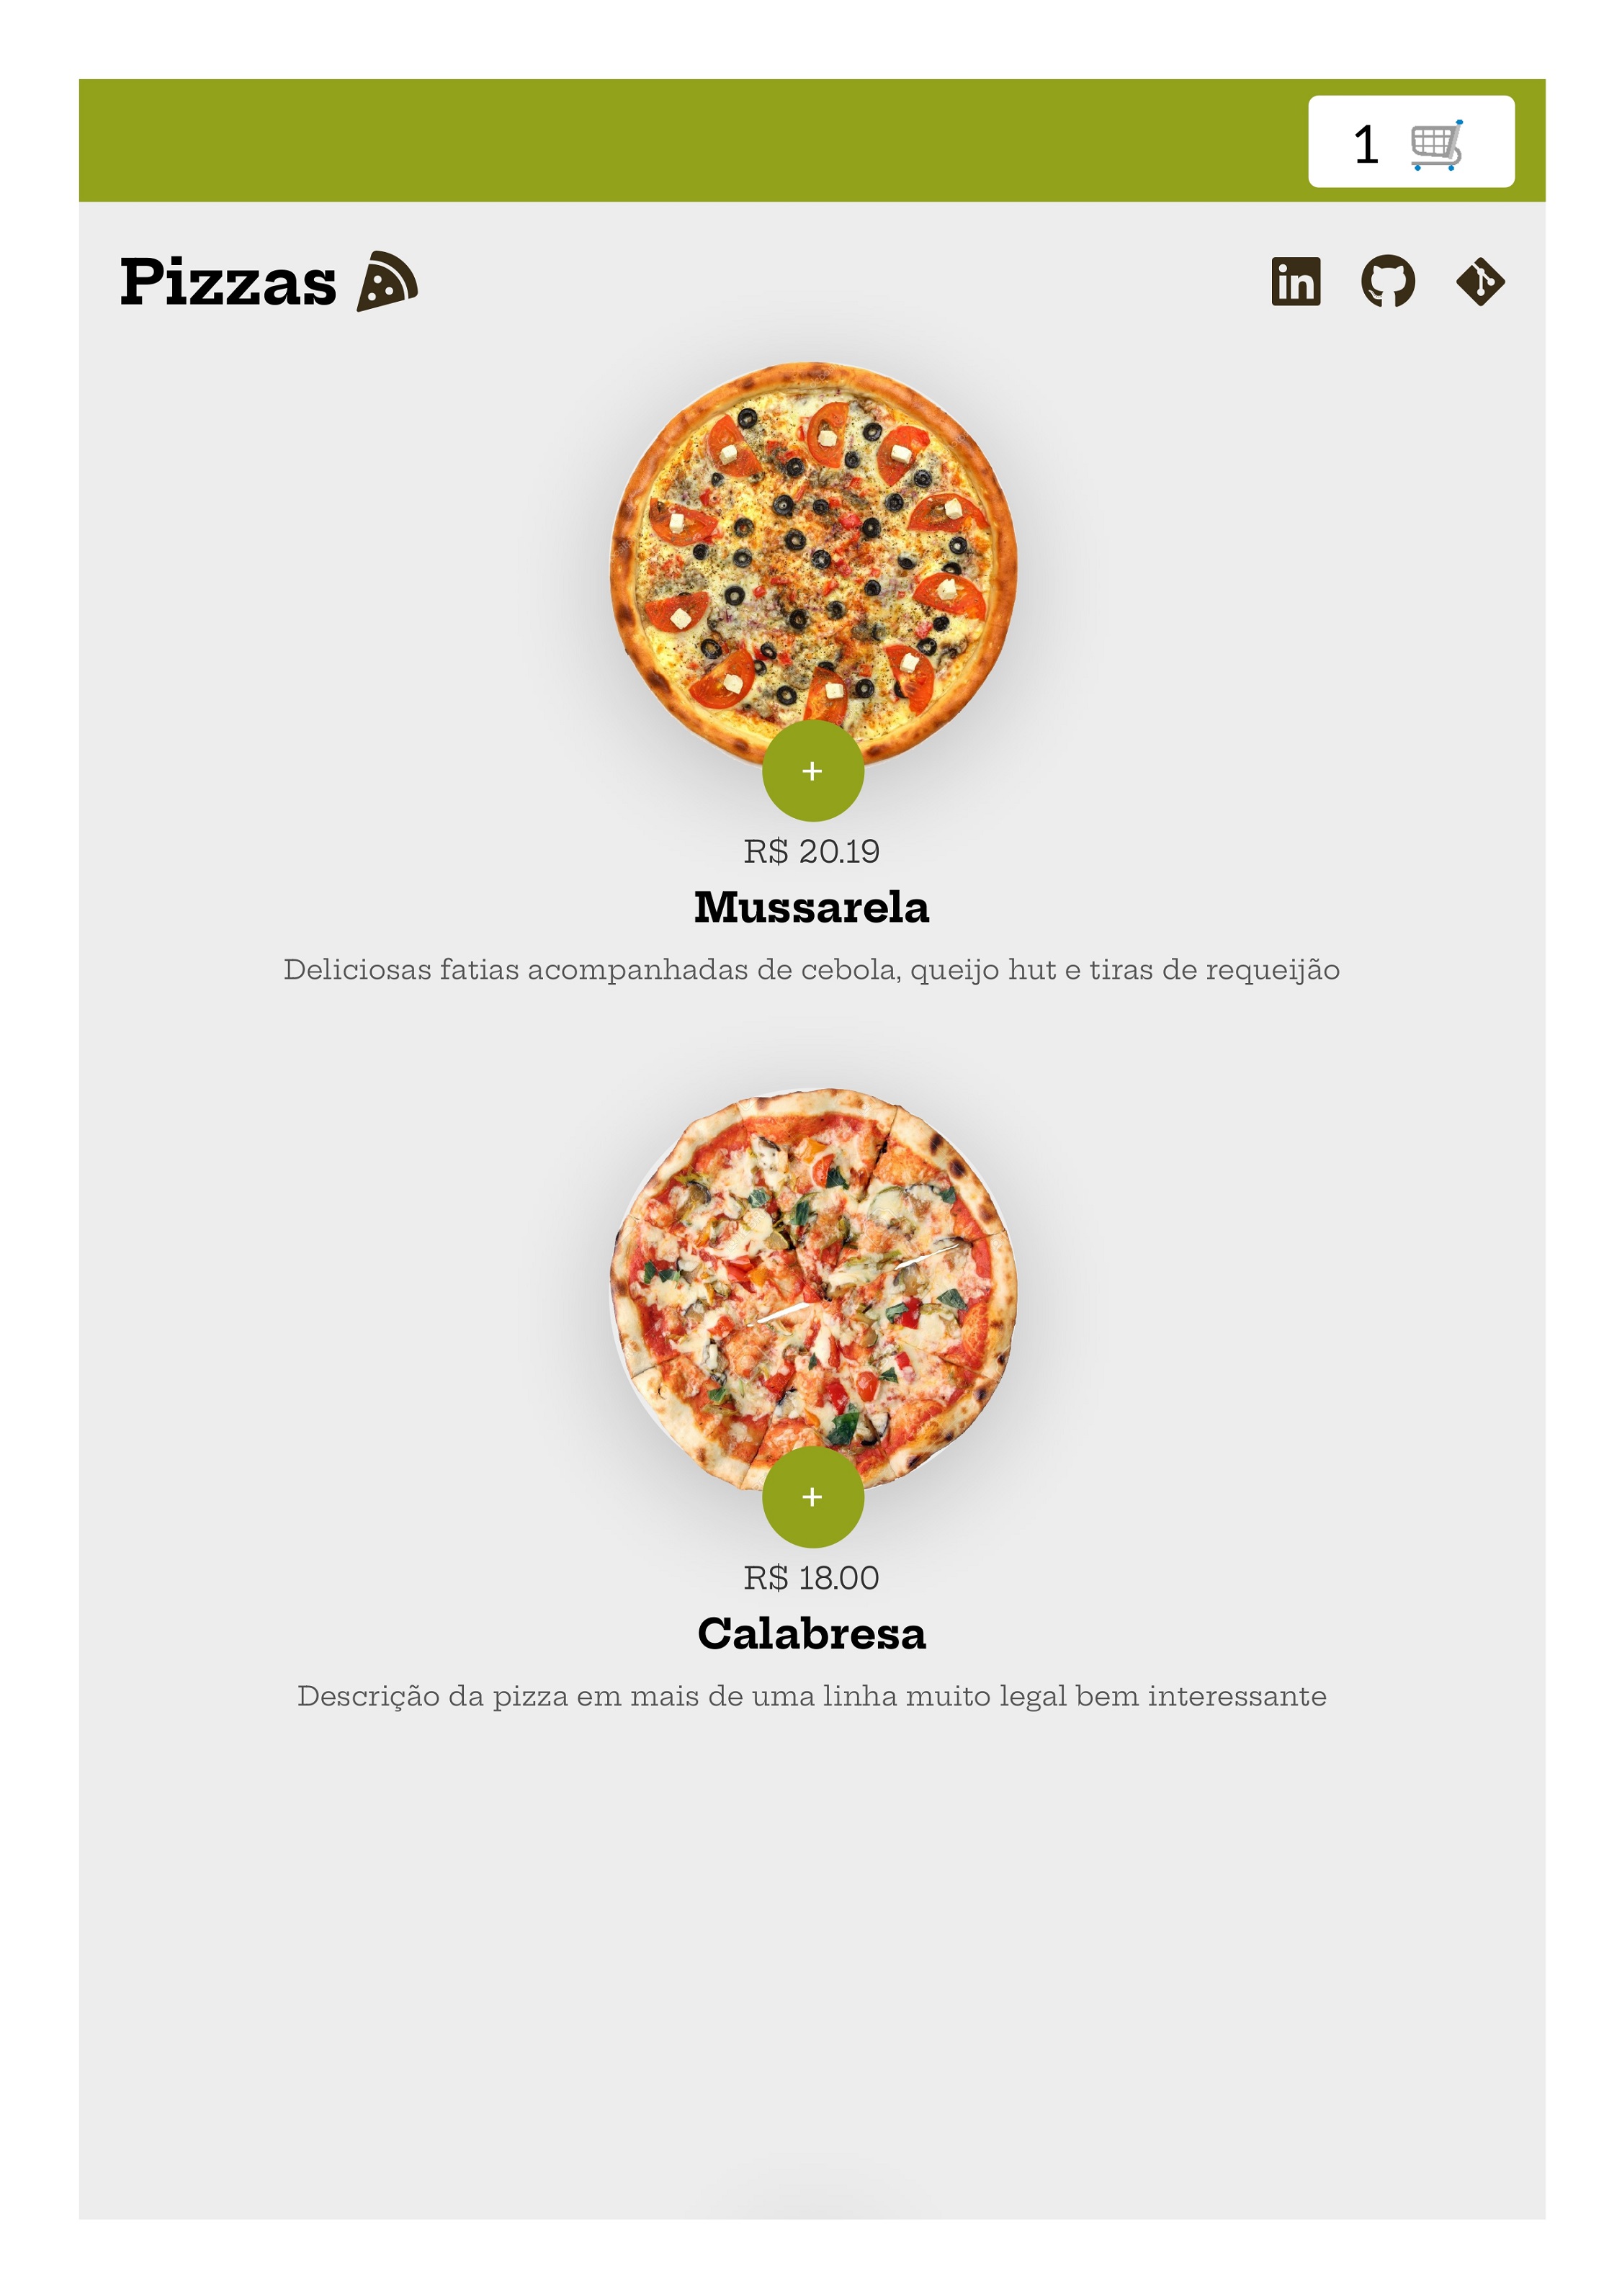 1
Pizzas
+
R$ 20.19
Mussarela
Deliciosas fatias acompanhadas de cebola, queijo hut e tiras de requeijão
+
R$ 18.00
Calabresa
Descrição da pizza em mais de uma linha muito legal bem interessante